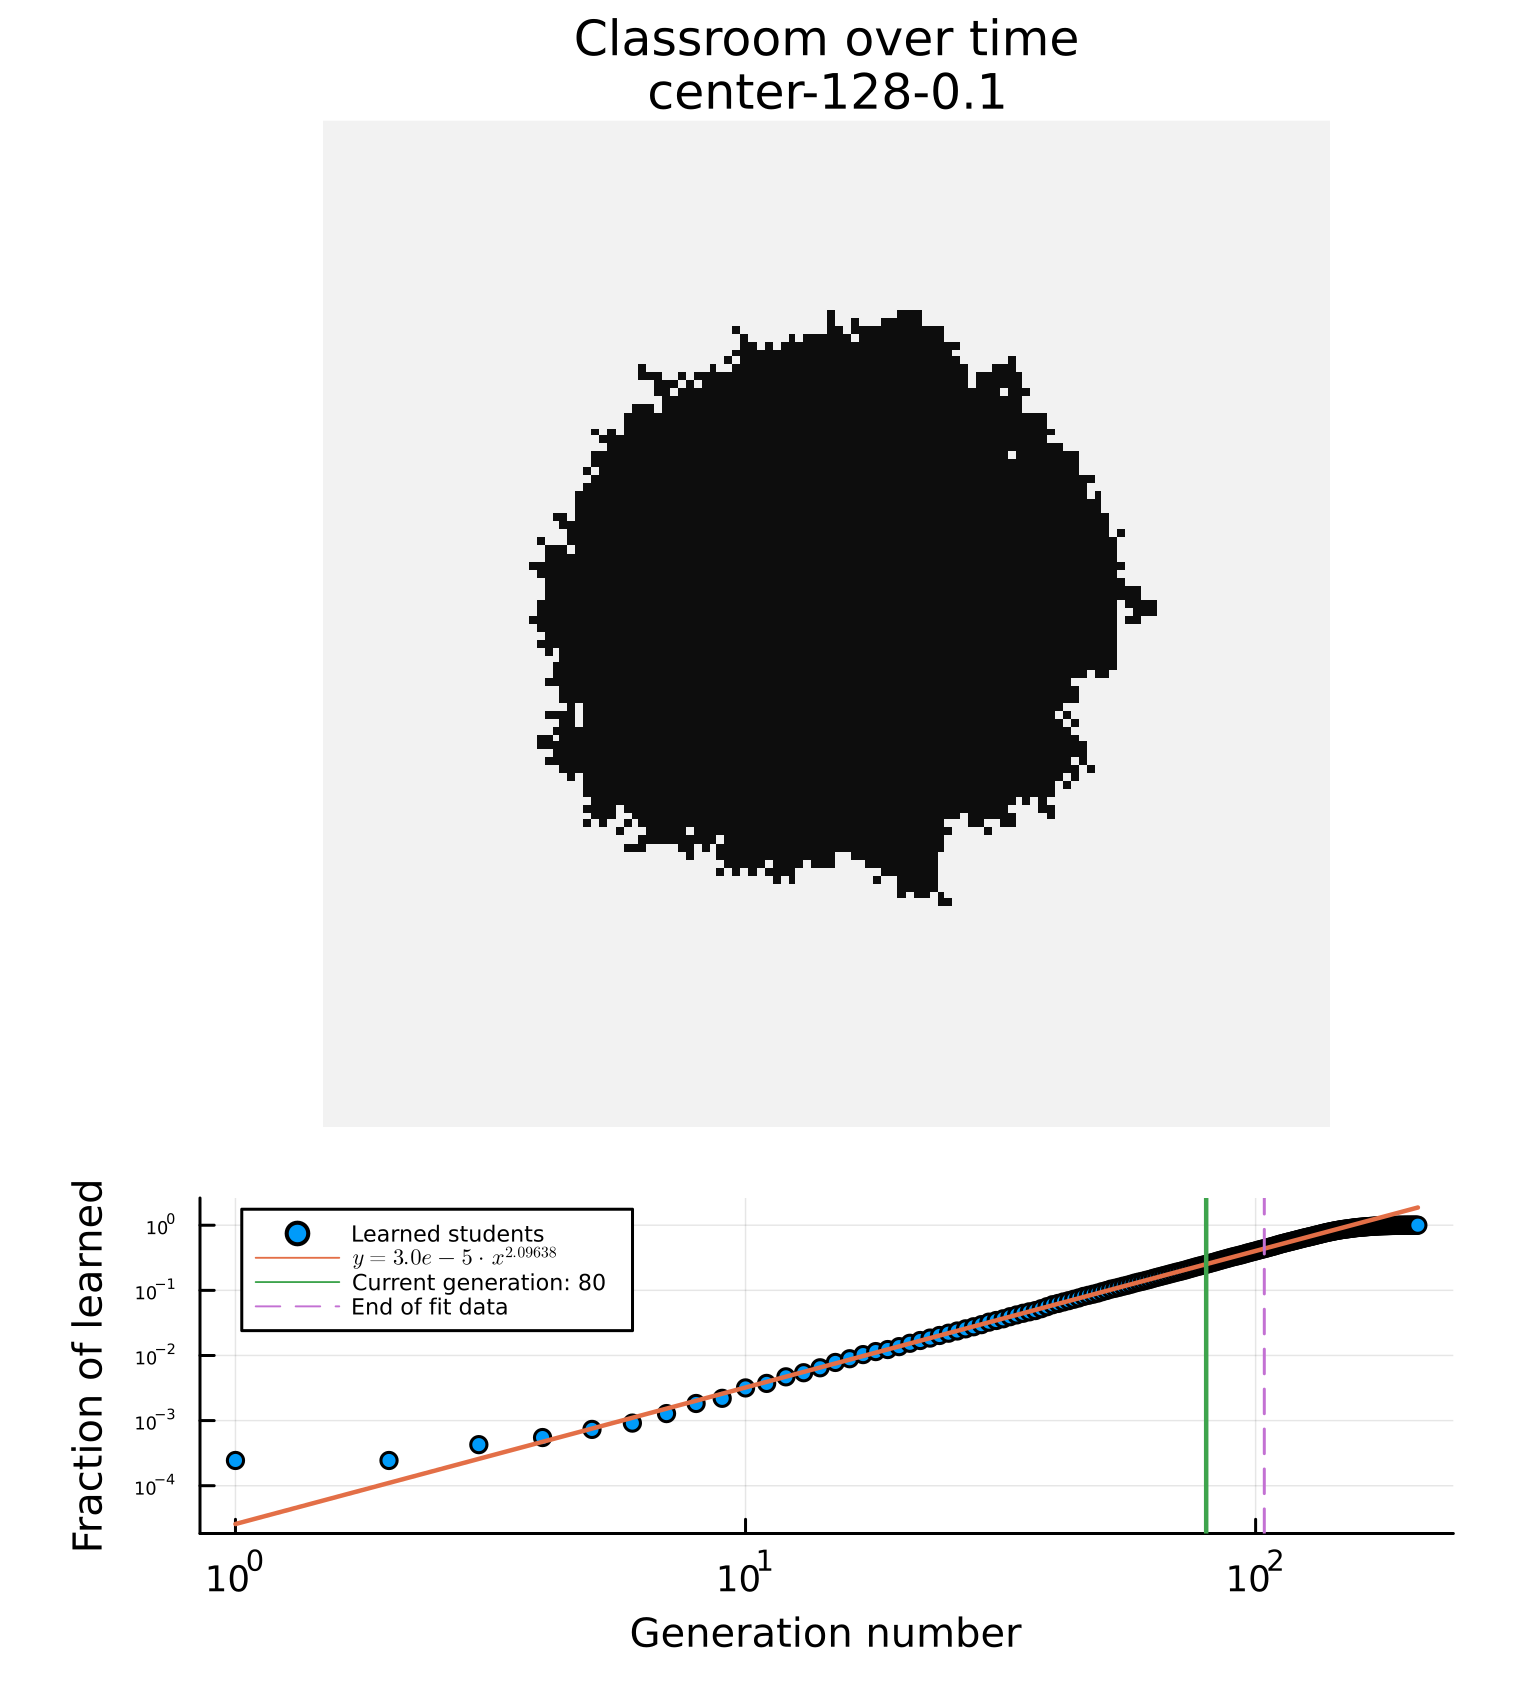 Classroom over time
center-128-0.1
Fraction of learned
10^0
10^-1
10^-2
10^-3
10^-4
Learned students
y = 3.0e − 5 · x^2.09638
Current generation: 80
End of fit data
10^0 10^1 10^2
Generation number